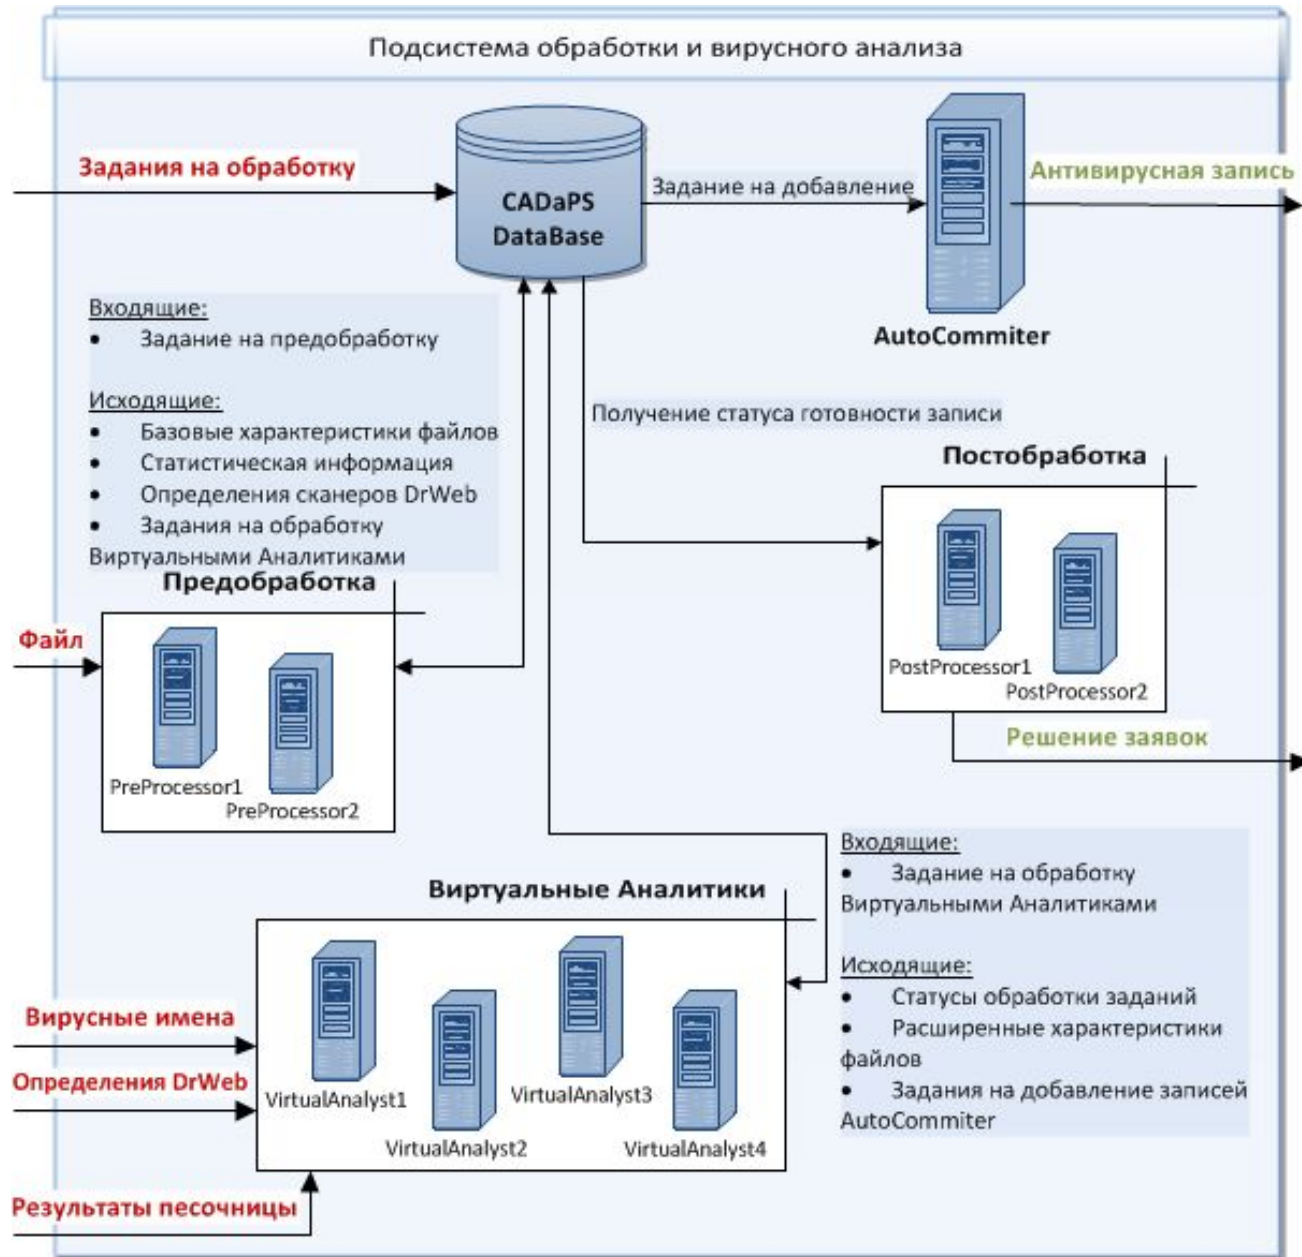 Подсистема обработки и вирусного анализа
Задания на обработку
CADaPS
DataBase
Задание на добавление
Антивирусная запись
AutoCommiter
Входящие:
• Задание на предобработку
Исходящие:
• Базовые характеристики файлов
• Статистическая информация
• Определения сканеров DrWeb
• Задания на обработку
Виртуальными Аналитиками
Получение статуса готовности записи
Постобработка
PostProcessor1
PostProcessor2
Решение заявок
Предобработка
Файл
PreProcessor1
PreProcessor2
Входящие:
• Задание на обработку
Виртуальными Аналитиками
Исходящие:
• Статусы обработки заданий
• Расширенные характеристики
файлов
• Задания на добавление записей
AutoCommiter
Виртуальные Аналитики
Вирусные имена
Определения DrWeb
Результаты песочницы
VirtualAnalyst1
VirtualAnalyst2
VirtualAnalyst3
VirtualAnalyst4